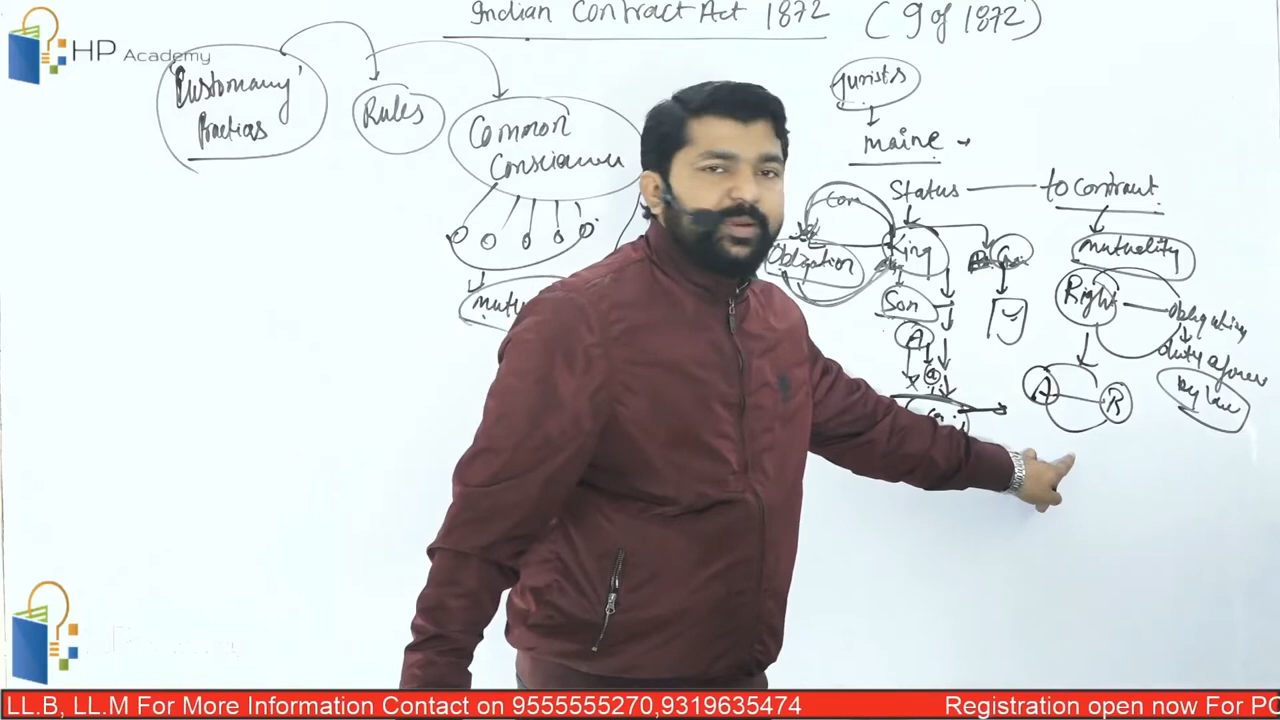 Indian Contract Act 1872 (9 of 1872)
HP Academy
Customary
Practices
Rules
Common
Jurists
maine
Status — to contract
mutuality
Obligation
King
Son
Right
obligation
A
duty
by law
A
B
LL.B, LL.M For More Information Contact on 9555555270,9319635474
Registration open now For PC